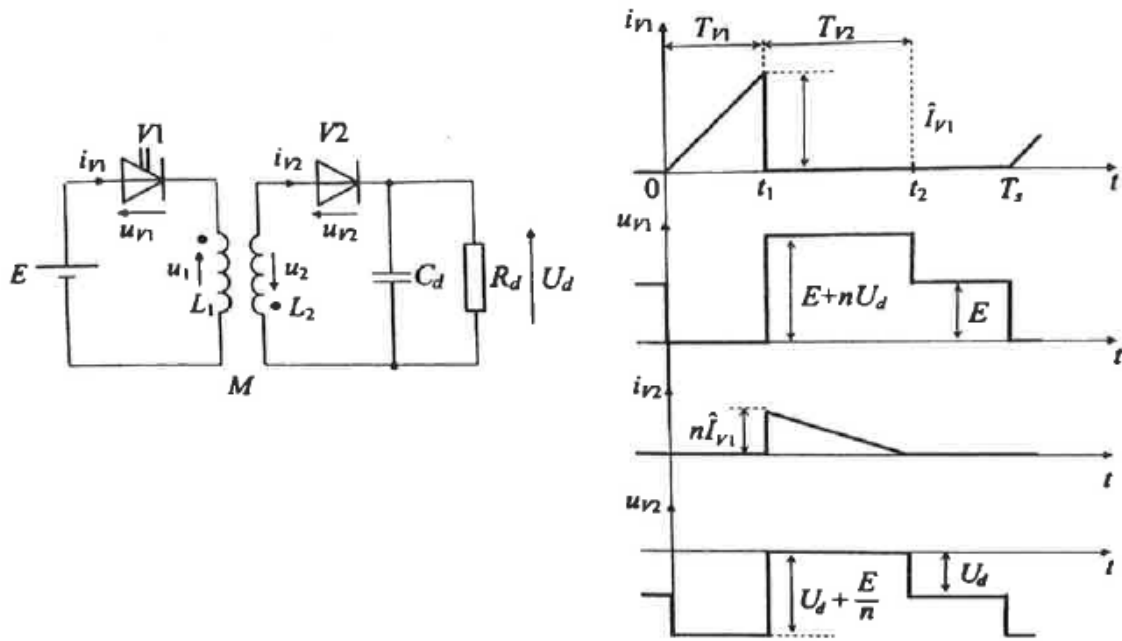 V1
V2
i_V1
i_V2
u_V1
u_V2
E
u_1
u_2
L_1
L_2
C_d
R_d
U_d
M
i_V1
T_V1
T_V2
Î_V1
0
t_1
t_2
T_s
t
u_V1
E+nU_d
E
t
i_V2
nÎ_V1
t
u_V2
t
U_d + E/n
U_d